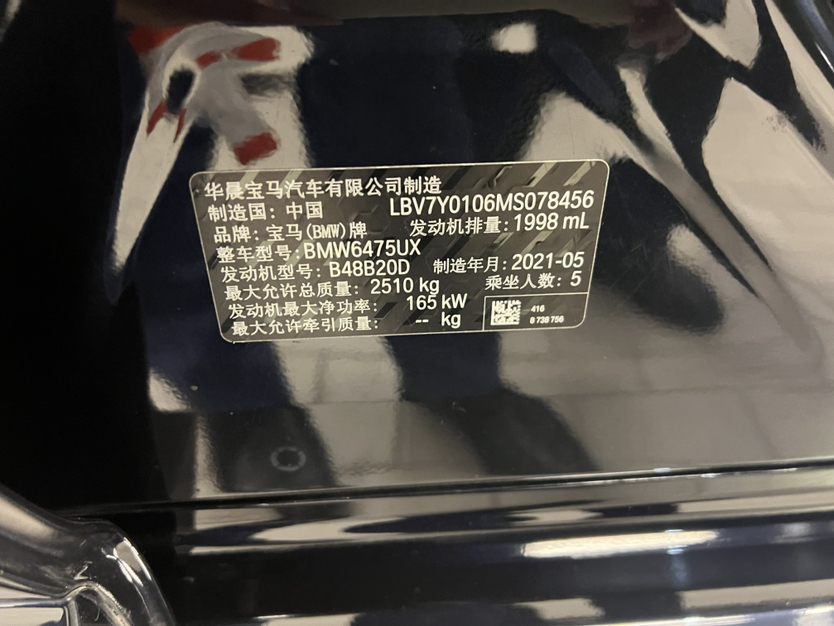 华晨宝马汽车有限公司制造
制造国: 中国 LBV7Y0106MS078456
品牌: 宝马(BMW)牌 发动机排量: 1998 mL
整车型号: BMW6475UX
发动机型号: B48B20D 制造年月: 2021-05
最大允许总质量: 2510 kg 乘坐人数: 5
发动机最大净功率: 165 kW
最大允许牵引质量: -- kg
416
8 738 756